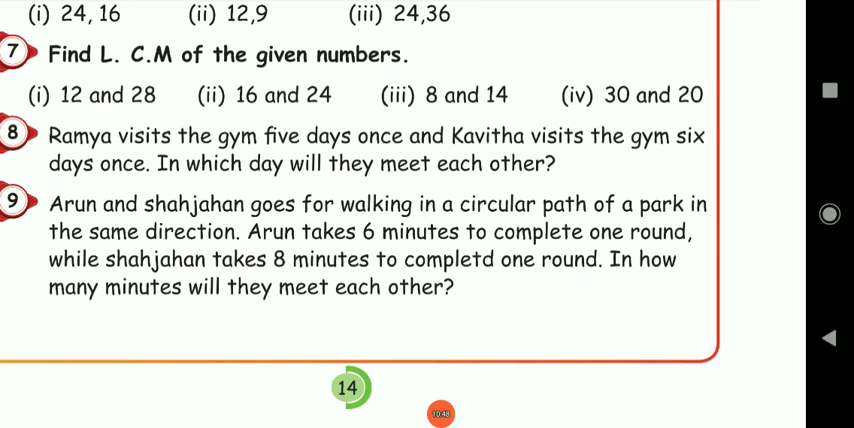 (i) 24, 16 (ii) 12,9 (iii) 24,36
7 Find L. C.M of the given numbers.
(i) 12 and 28 (ii) 16 and 24 (iii) 8 and 14 (iv) 30 and 20
8 Ramya visits the gym five days once and Kavitha visits the gym six
days once. In which day will they meet each other?
9 Arun and shahjahan goes for walking in a circular path of a park in
the same direction. Arun takes 6 minutes to complete one round,
while shahjahan takes 8 minutes to completd one round. In how
many minutes will they meet each other?
14
10:48